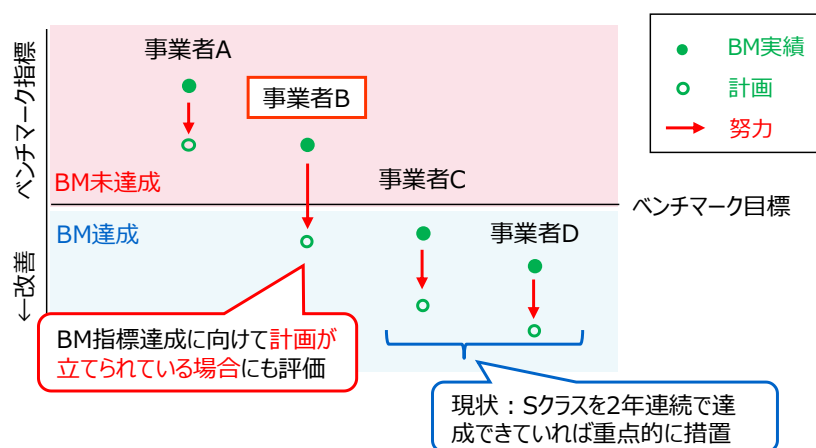 ベンチマーク指標
←改善
事業者A
事業者B
事業者C
事業者D
BM未達成
BM達成
ベンチマーク目標
BM実績
計画
努力
BM指標達成に向けて計画が
立てられている場合にも評価
現状：Sクラスを2年連続で達
成できていれば重点的に措置